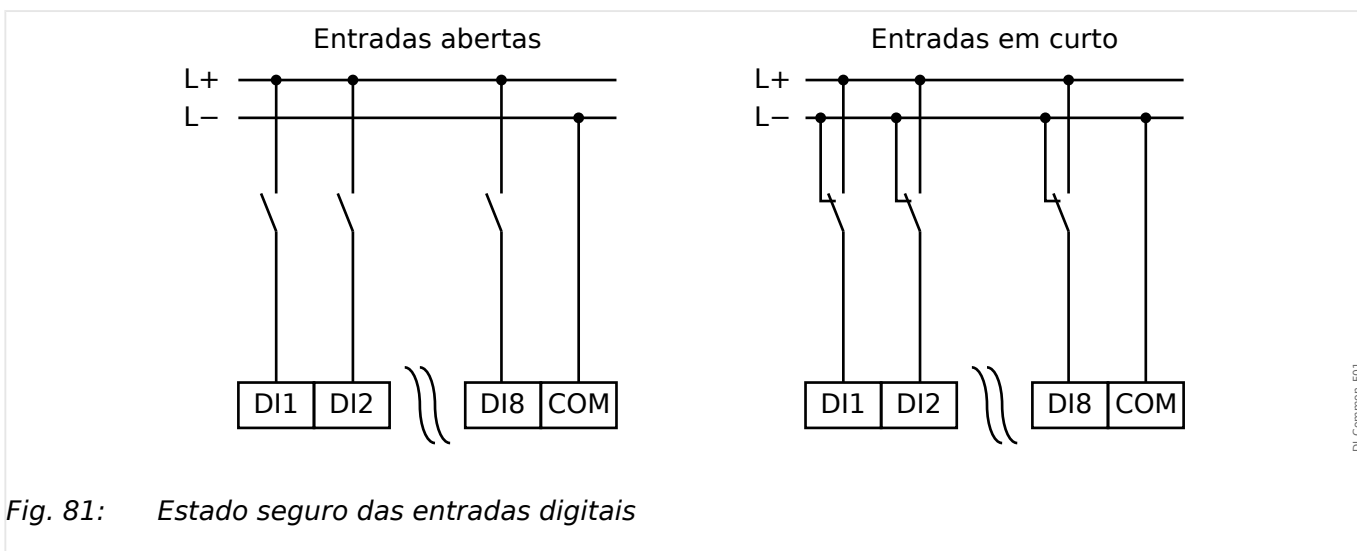 Entradas abertas
Entradas em curto
L+
L−
L+
L−
DI1 DI2 DI8 COM
DI1 DI2 DI8 COM
DI_Common_E01
Fig. 81: Estado seguro das entradas digitais